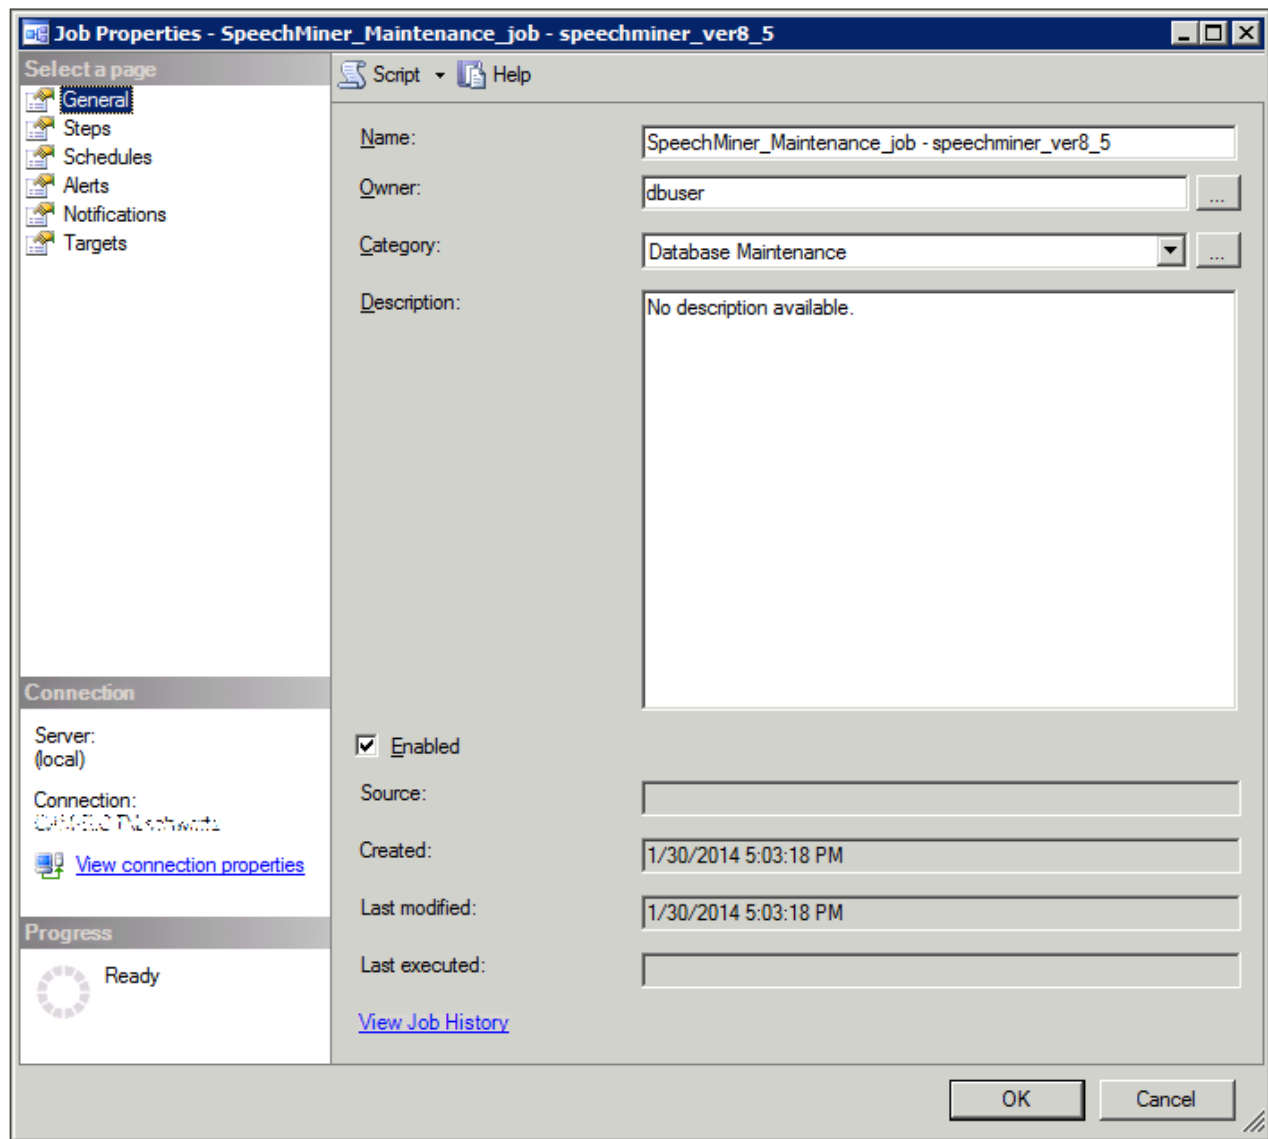 Job Properties - SpeechMiner_Maintenance_job - speechminer_ver8_5
Select a page
General
Steps
Schedules
Alerts
Notifications
Targets
Script
Help
Name:
SpeechMiner_Maintenance_job - speechminer_ver8_5
Owner:
dbuser
...
Category:
Database Maintenance
...
Description:
No description available.
Connection
Server:
(local)
Connection:
View connection properties
Progress
Ready
Enabled
Source:
Created:
1/30/2014 5:03:18 PM
Last modified:
1/30/2014 5:03:18 PM
Last executed:
View Job History
OK
Cancel